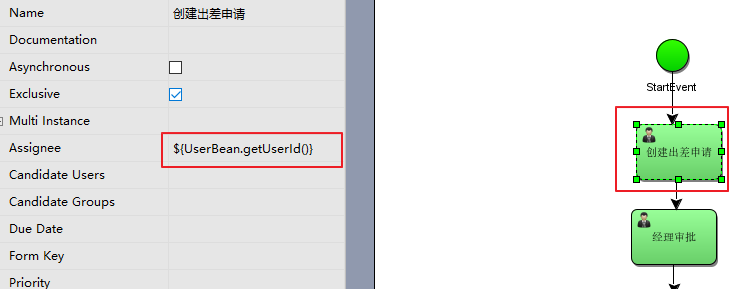 Name 创建出差申请
Documentation
Asynchronous
Exclusive
Multi Instance
Assignee ${UserBean.getUserId()}
Candidate Users
Candidate Groups
Due Date
Form Key
Priority
StartEvent
创建出差申请
经理审批